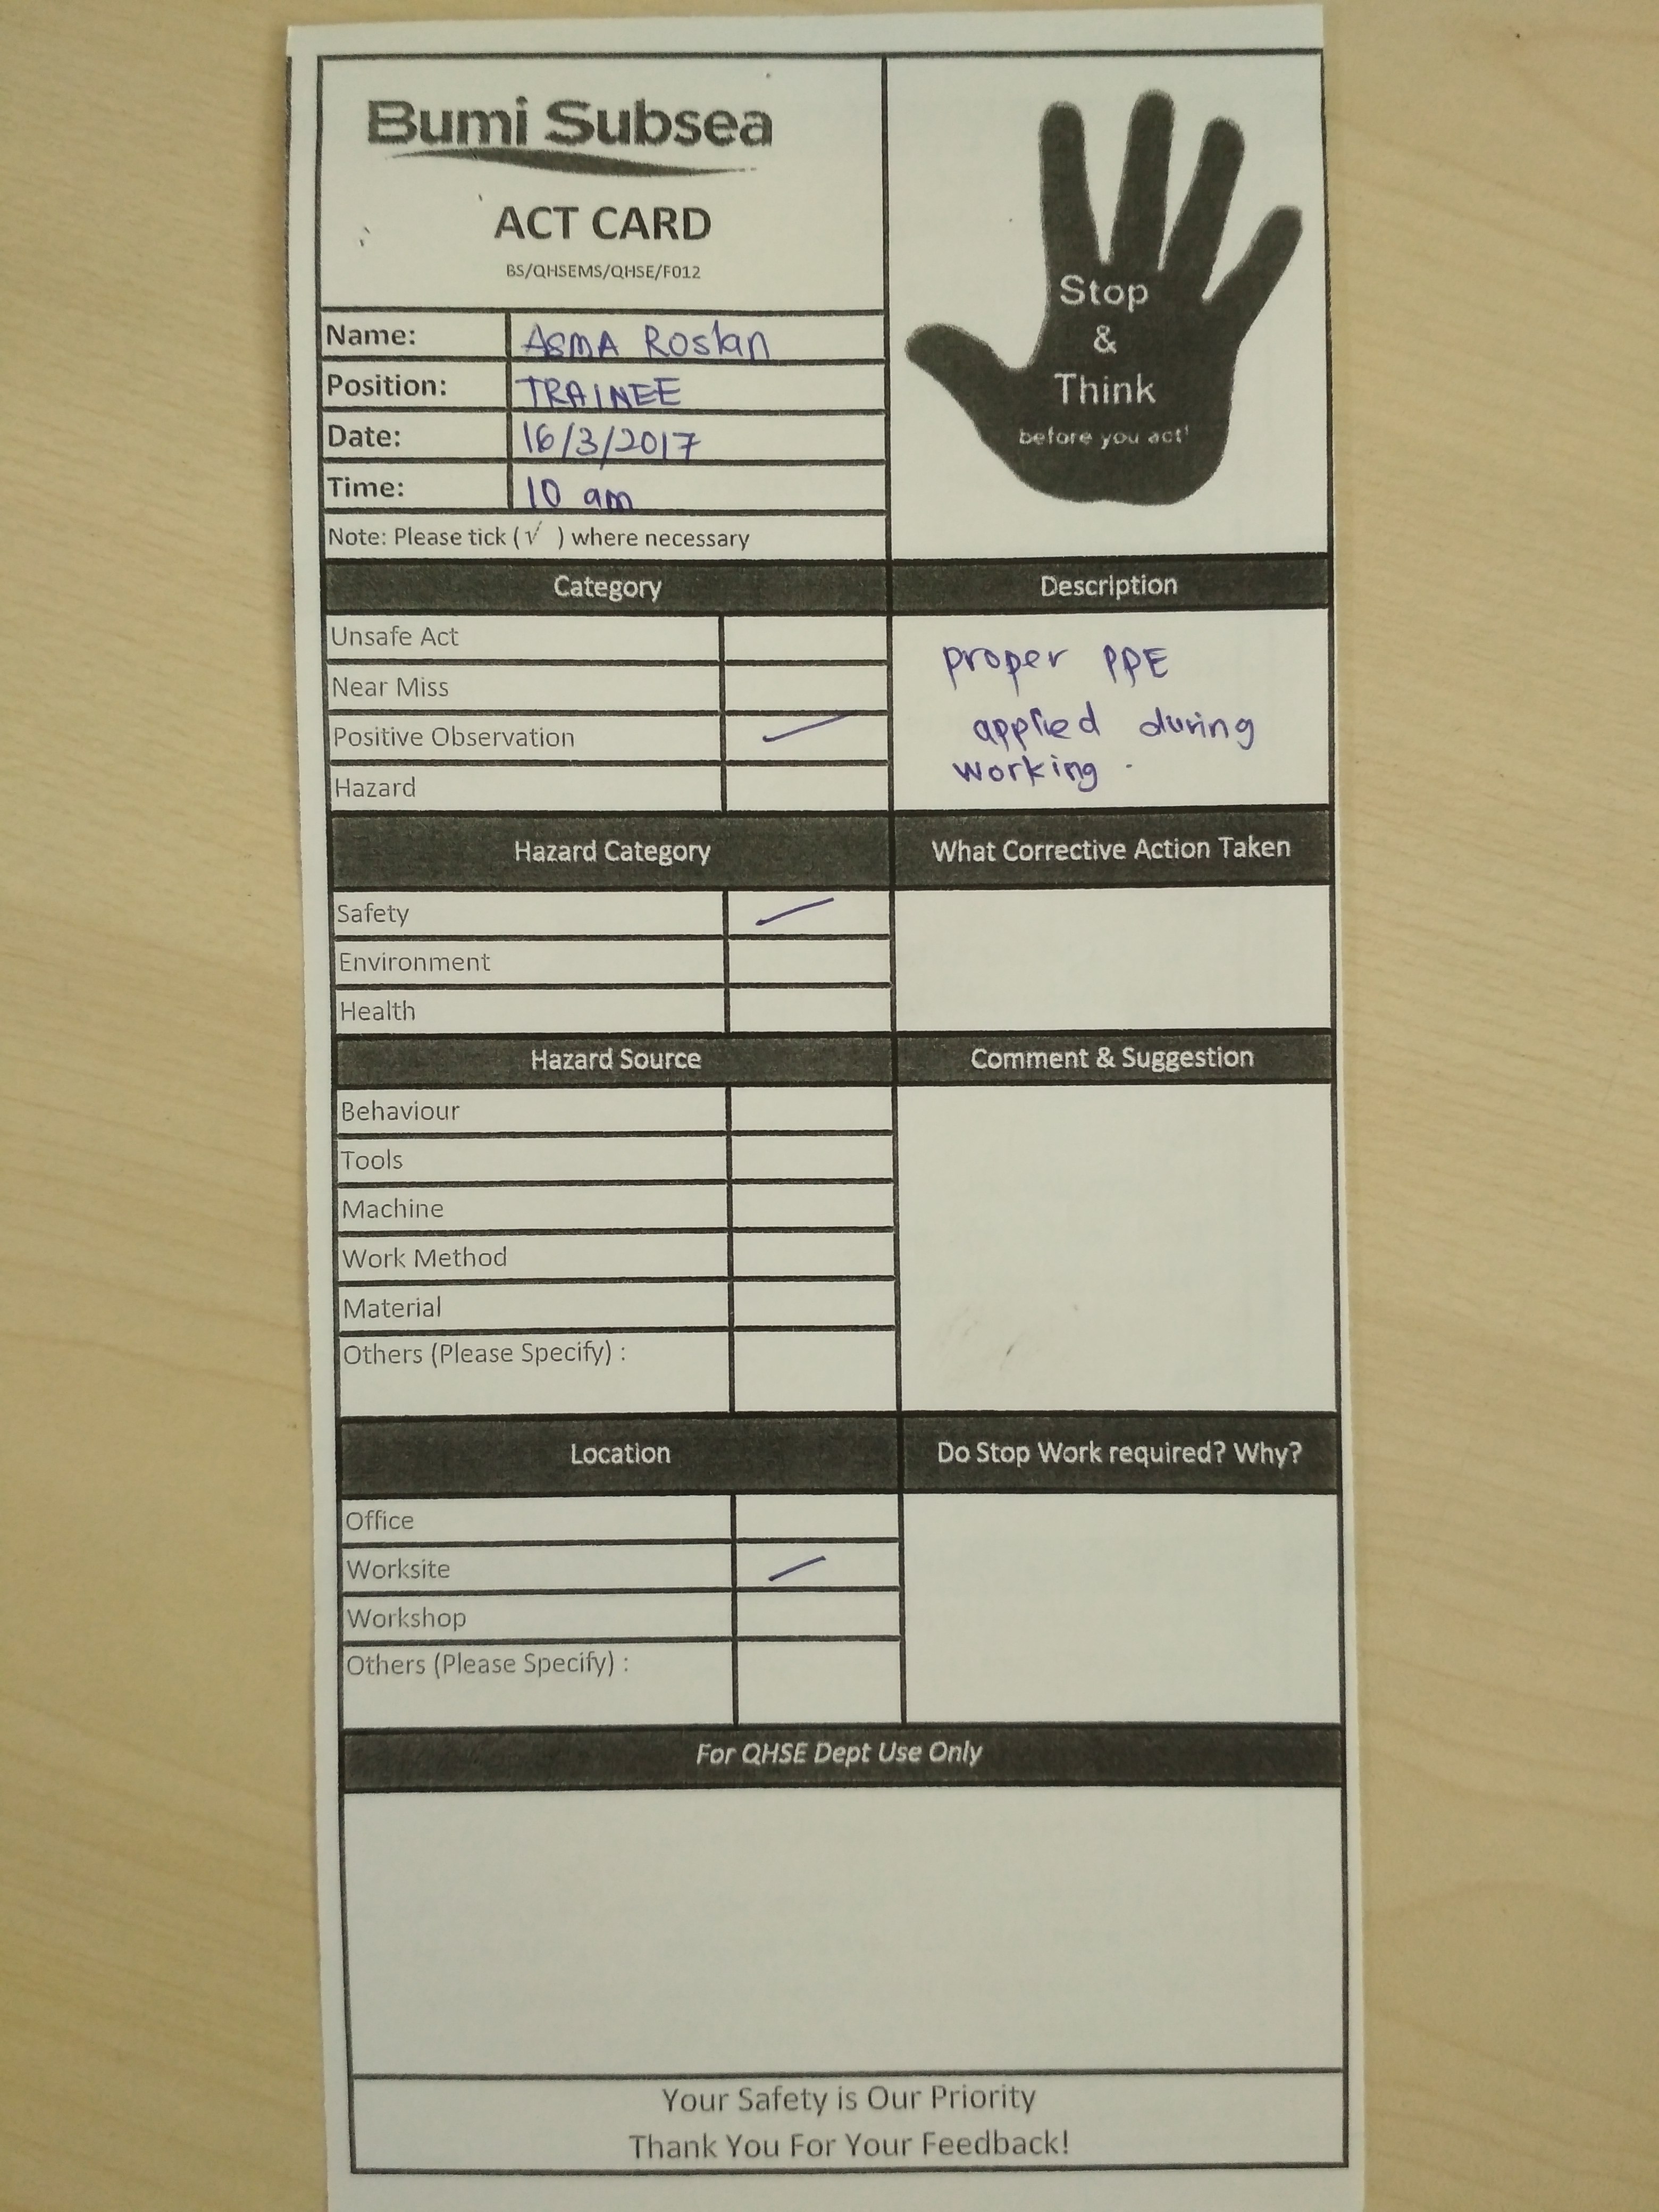 Bumi Subsea
ACT CARD
BS/QHSEMS/QHSE/F012
Stop
&
Think
before you act!
Name: ASMA Roslan
Position: TRAINEE
Date: 16/3/2017
Time: 10 am
Note: Please tick (√ ) where necessary
Category
Description
Unsafe Act
Near Miss
Positive Observation
Hazard
proper PPE
applied during
working.
Hazard Category
What Corrective Action Taken
Safety
Environment
Health
Hazard Source
Comment & Suggestion
Behaviour
Tools
Machine
Work Method
Material
Others (Please Specify) :
Location
Do Stop Work required? Why?
Office
Worksite
Workshop
Others (Please Specify) :
For QHSE Dept Use Only
Your Safety is Our Priority
Thank You For Your Feedback!